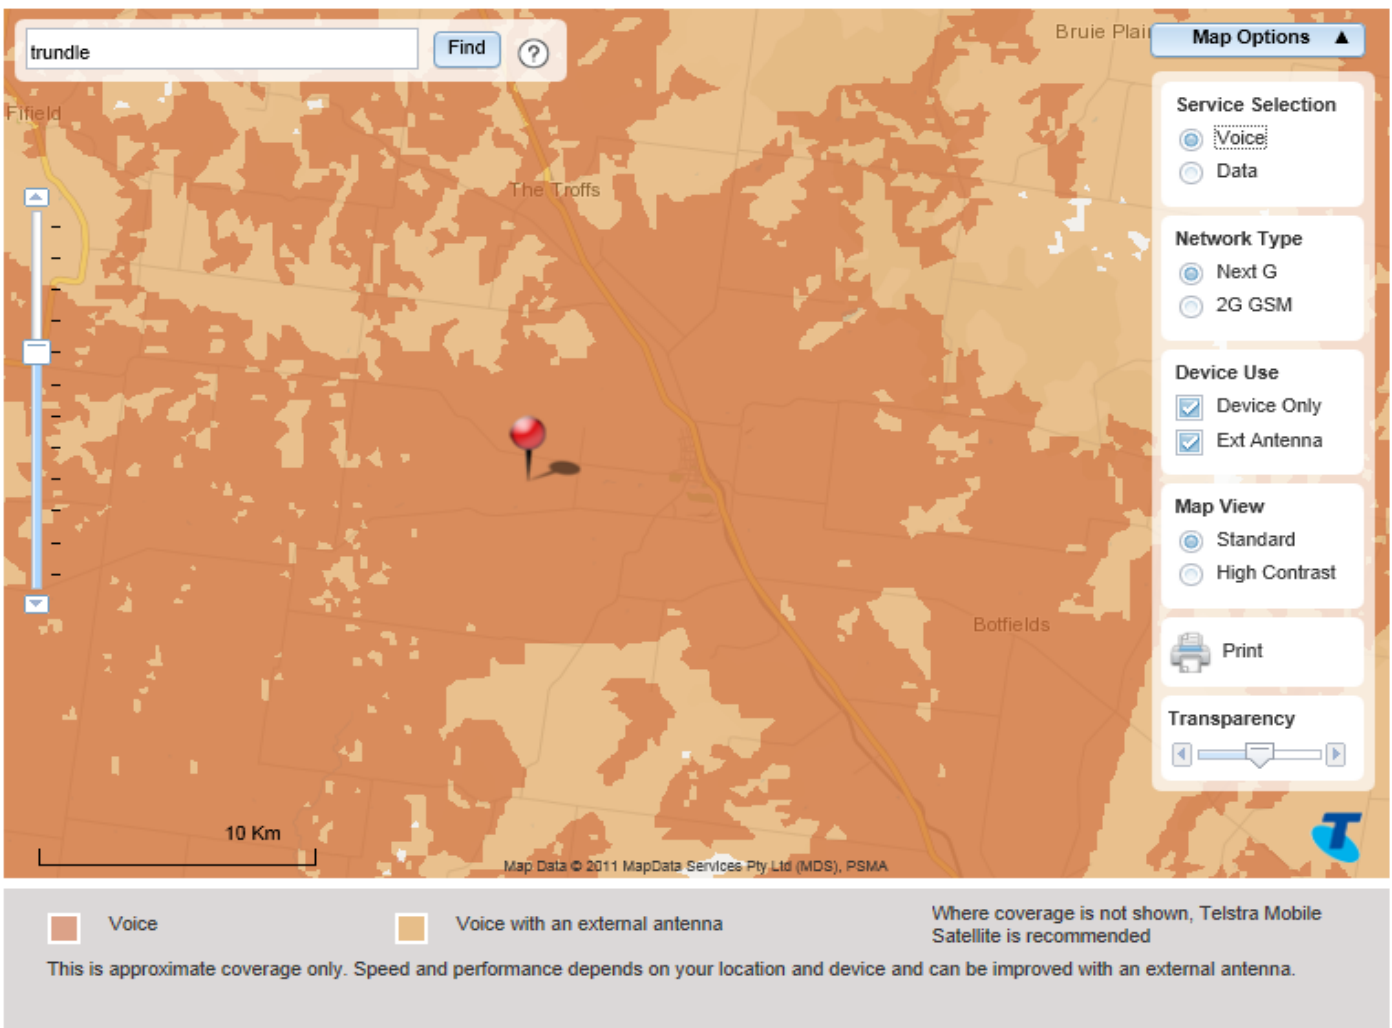 trundle
Find
?
Bruie Plai
Map Options ▲
Fifield
The Troffs
Botfields
Service Selection
Voice
Data
Network Type
Next G
2G GSM
Device Use
Device Only
Ext Antenna
Map View
Standard
High Contrast
Print
Transparency
10 Km
Map Data © 2011 MapData Services Pty Ltd (MDS), PSMA
T
Voice
Voice with an external antenna
Where coverage is not shown, Telstra Mobile
Satellite is recommended
This is approximate coverage only. Speed and performance depends on your location and device and can be improved with an external antenna.